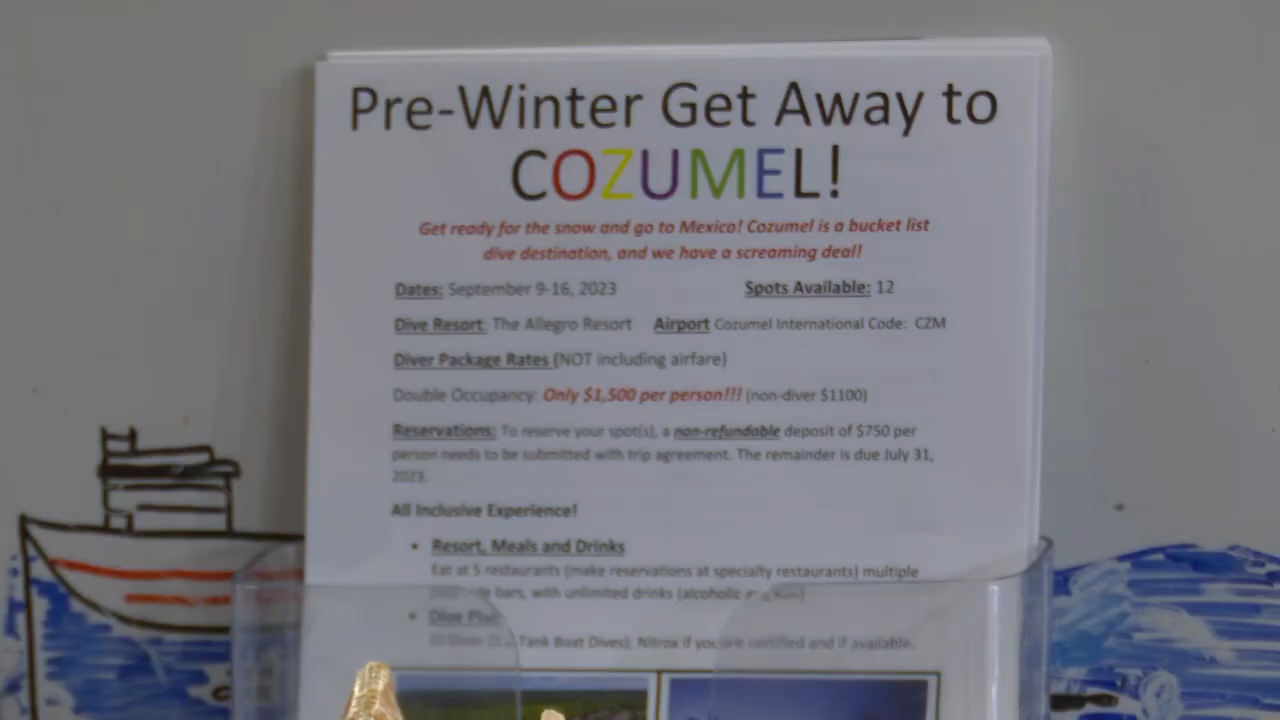 Pre-Winter Get Away to
COZUMEL!
Get ready for the snow and go to Mexico! Cozumel is a bucket list
dive destination, and we have a screaming deal!
Dates: September 9-16, 2023 Spots Available: 12
Dive Resort: The Allegro Resort Airport Cozumel International Code: CZM
Diver Package Rates (NOT including airfare)
Double Occupancy: Only $1,500 per person!!! (non-diver $1100)
Reservations: To reserve your spot(s), a non-refundable deposit of $750 per
person needs to be submitted with trip agreement. The remainder is due July 31,
2023.
All Inclusive Experience!
• Resort, Meals and Drinks
Eat at 5 restaurants (make reservations at specialty restaurants) multiple
bars, with unlimited drinks (alcoholic
• Dive
Tank Boat Dives); Nitrox if you are certified and if available.